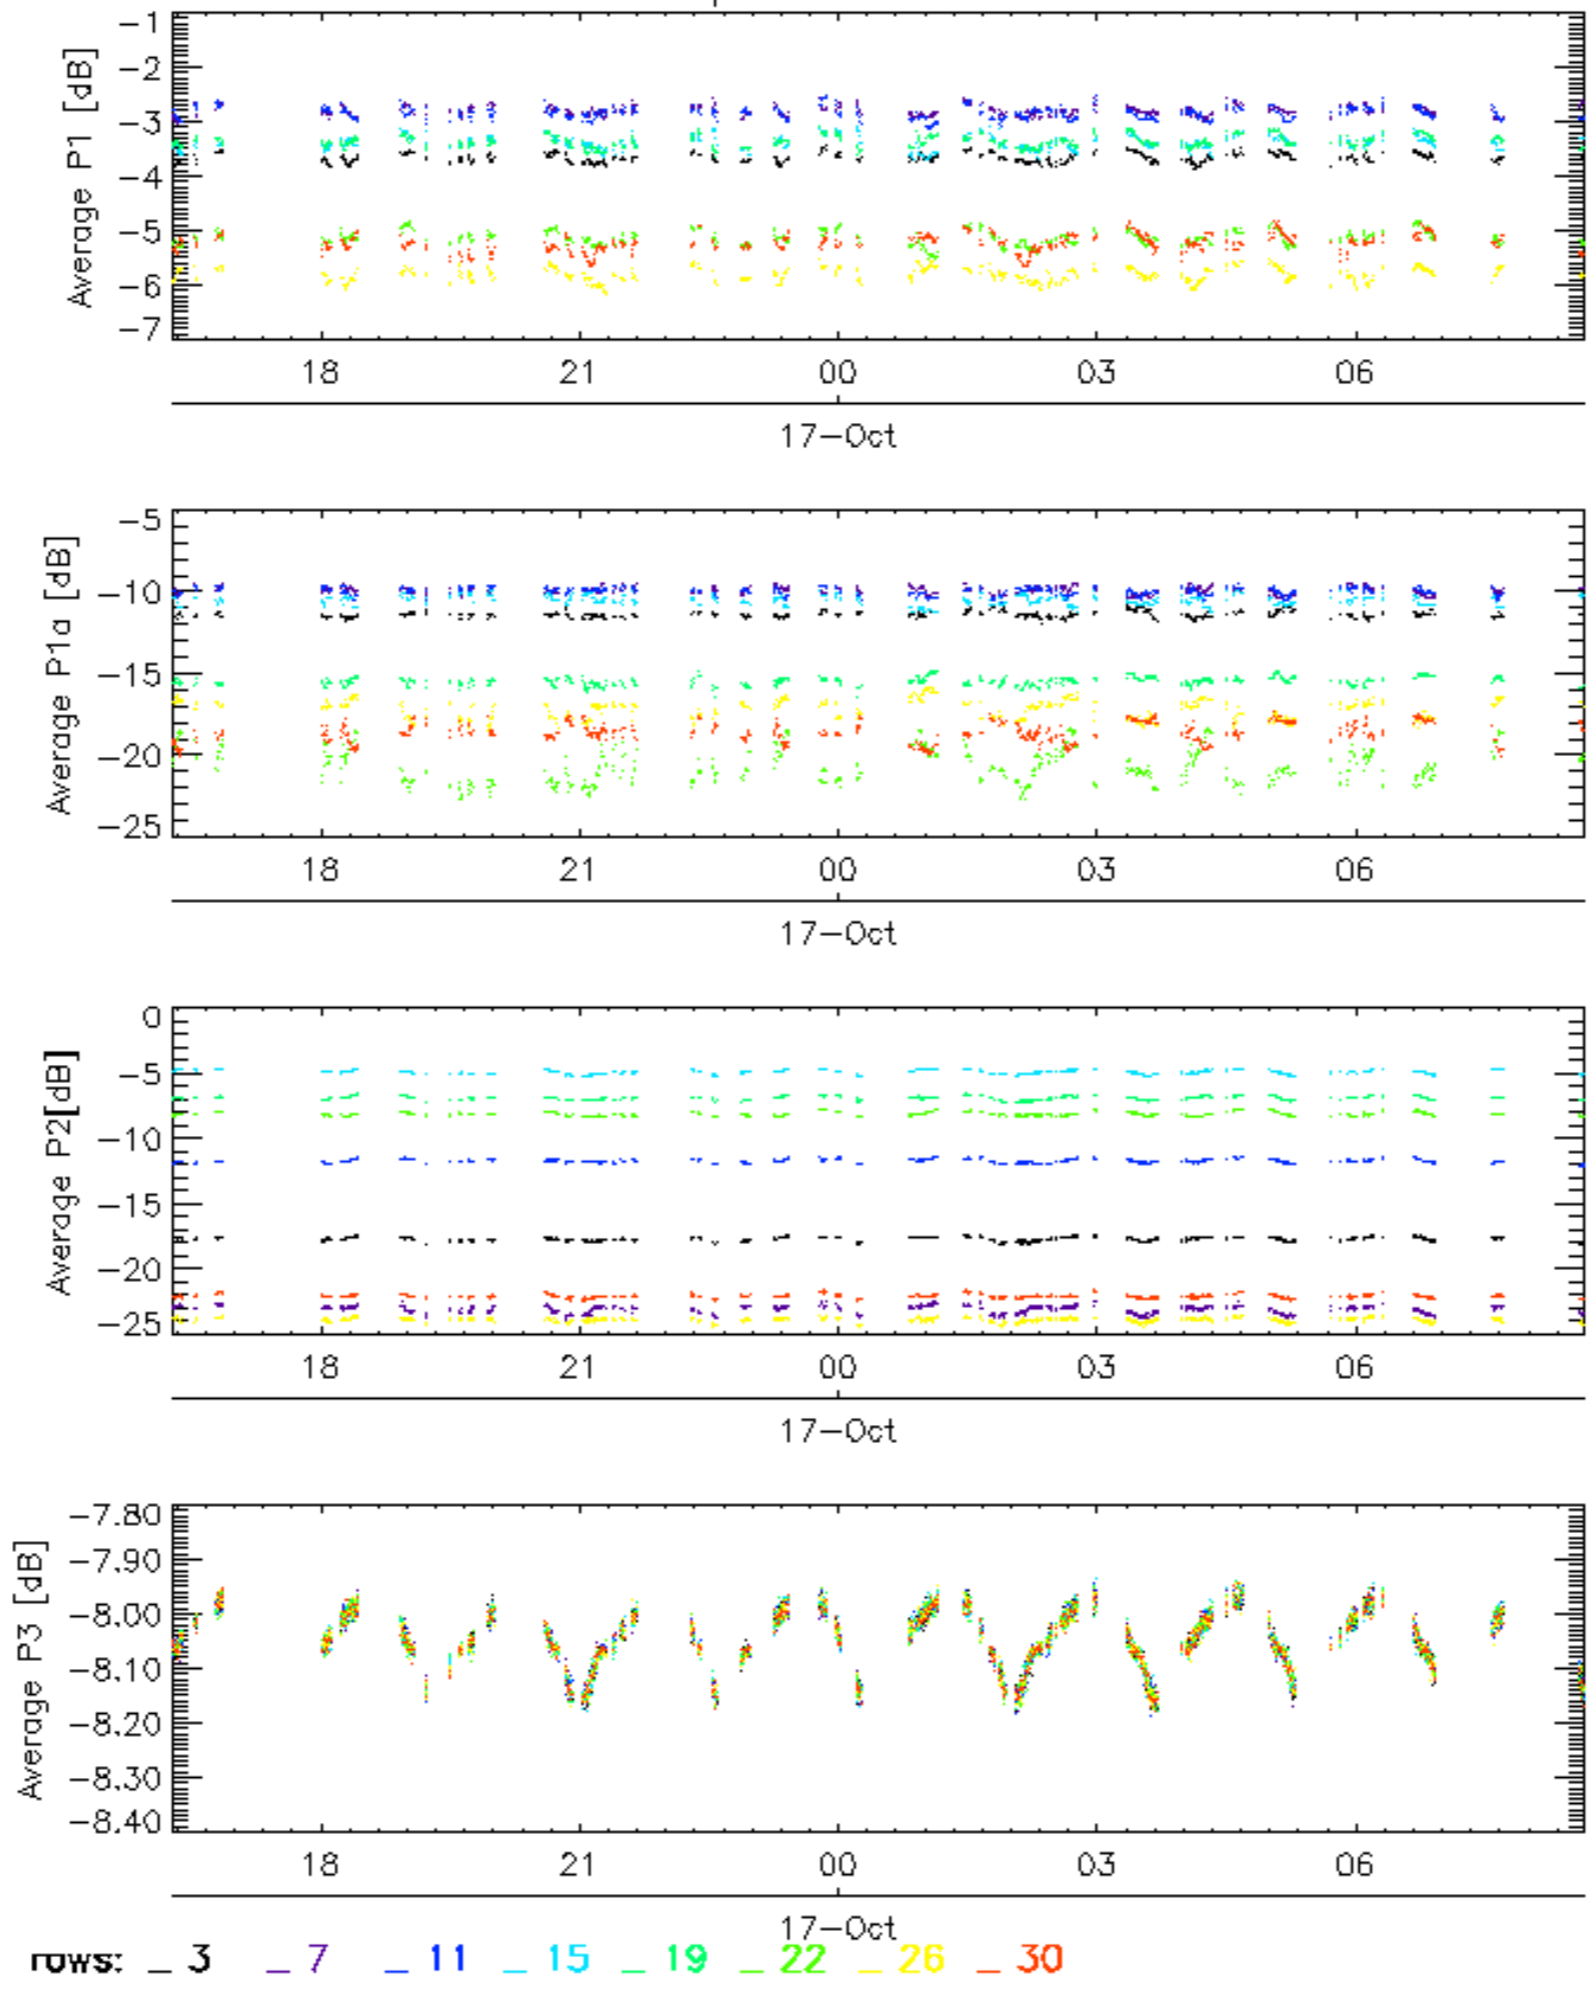 Average P1 [dB]
-1
-2
-3
-4
-5
-6
-7
18 21 00 03 06
17-Oct
Average P1a [dB]
-5
-10
-15
-20
-25
18 21 00 03 06
17-Oct
Average P2[dB]
0
-5
-10
-15
-20
-25
18 21 00 03 06
17-Oct
Average P3 [dB]
-7.80
-7.90
-8.00
-8.10
-8.20
-8.30
-8.40
18 21 00 03 06
17-Oct
rows: _ 3 _ 7 _ 11 _ 15 _ 19 _ 22 _ 26 _ 30